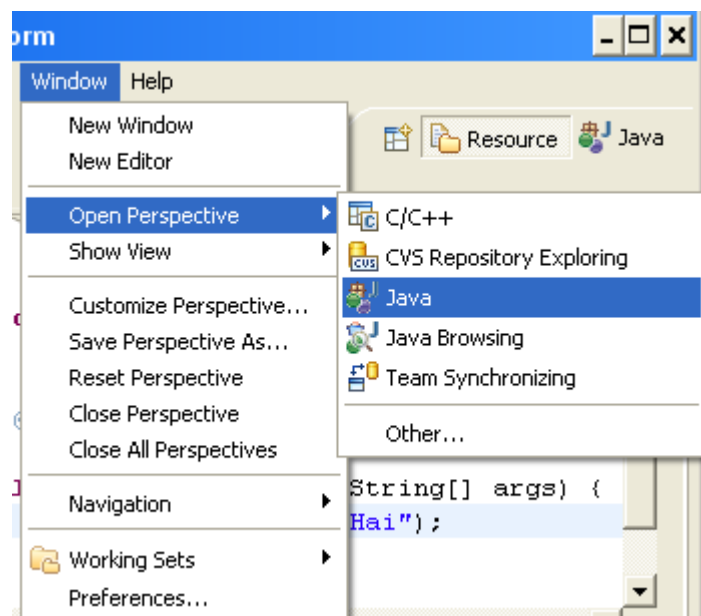 orm
Window Help
New Window
New Editor
Resource Java
Open Perspective
Show View
C/C++
CVS Repository Exploring
Java
Java Browsing
Team Synchronizing
Other...
Customize Perspective...
Save Perspective As...
Reset Perspective
Close Perspective
Close All Perspectives
Navigation
Working Sets
Preferences...
String[] args) {
Hai");